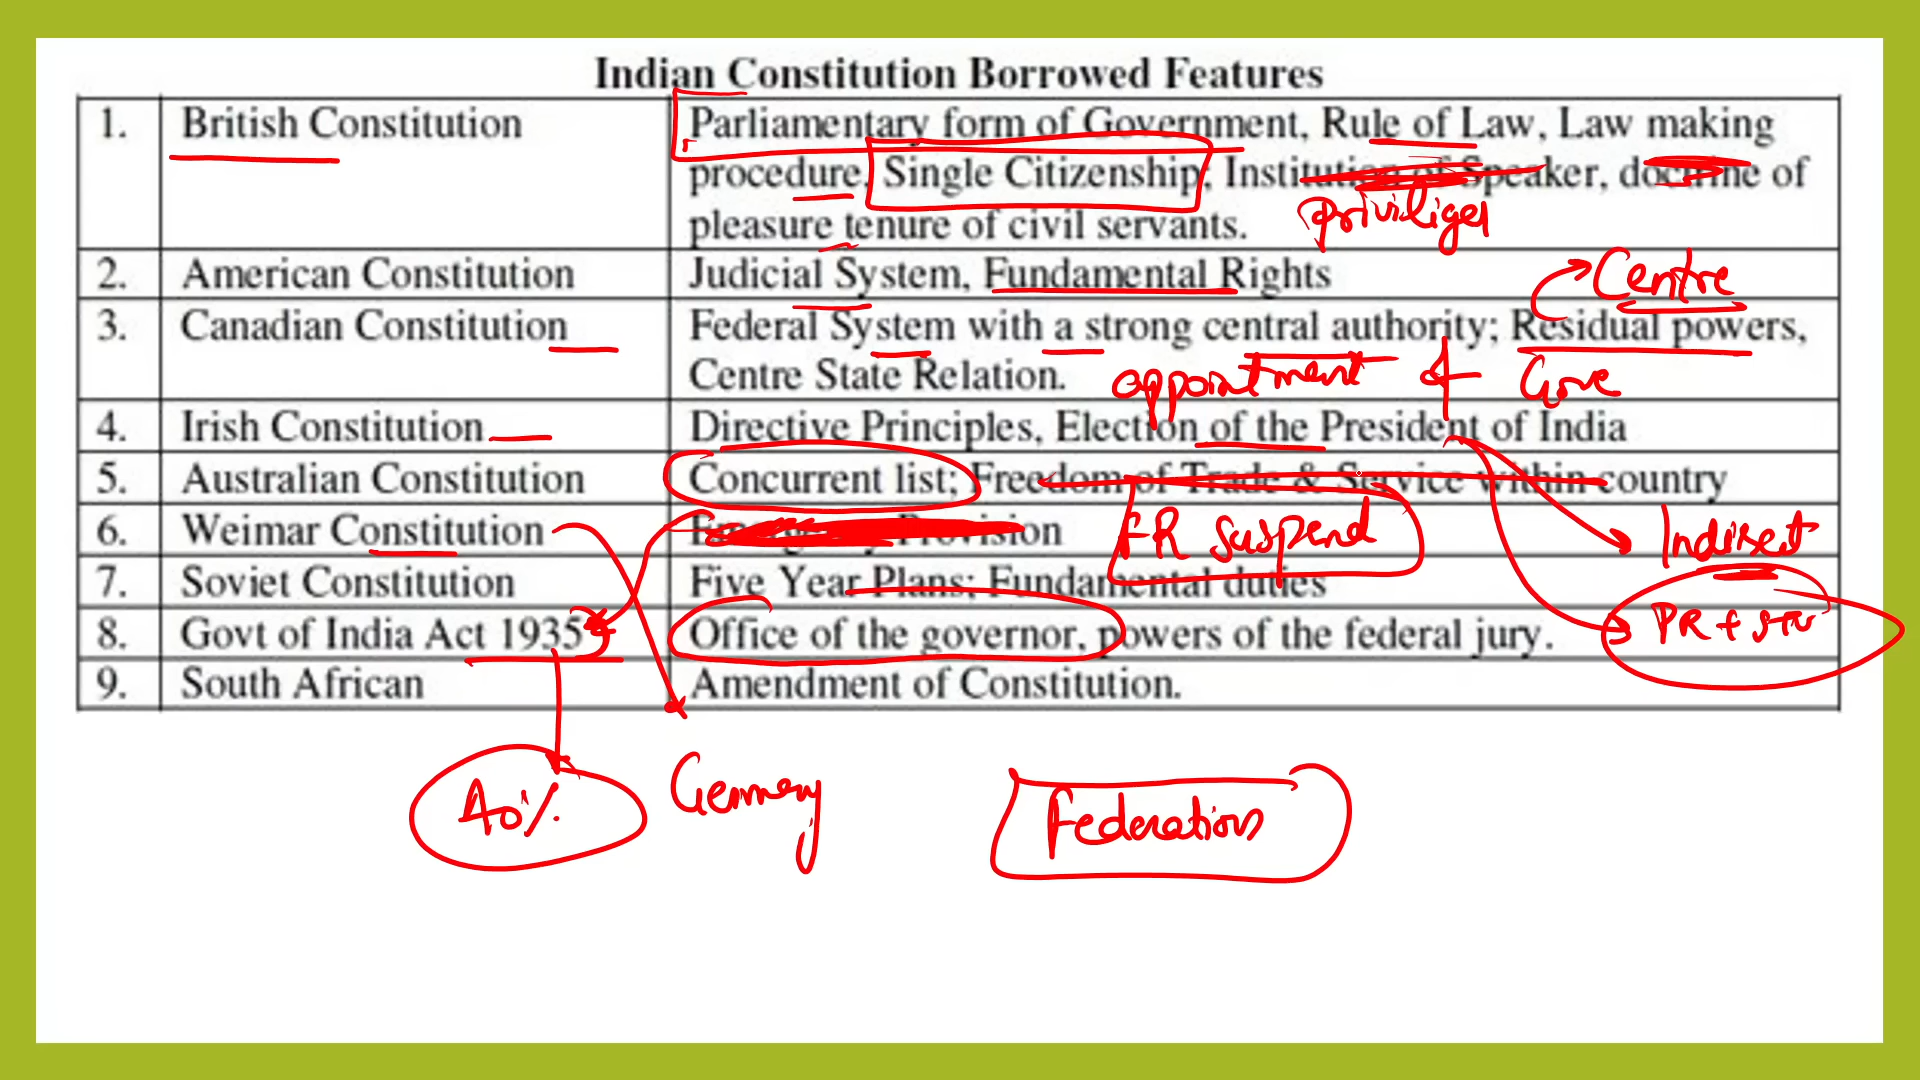 Indian Constitution Borrowed Features
1. British Constitution Parliamentary form of Government, Rule of Law, Law making
procedure, Single Citizenship, Institution of Speaker, doctrine of
priviliges
pleasure tenure of civil servants.
2. American Constitution Judicial System, Fundamental Rights
Centre
3. Canadian Constitution Federal System with a strong central authority; Residual powers,
Centre State Relation.
appointment of Gove
4. Irish Constitution Directive Principles, Election of the President of India
5. Australian Constitution Concurrent list; Freedom of Trade & Service within country
6. Weimar Constitution Emergency Provision
FR suspend
Indirect
7. Soviet Constitution Five Year Plans; Fundamental duties
8. Govt of India Act 1935 Office of the governor, powers of the federal jury.
PR + STV
9. South African Amendment of Constitution.
40%
Germany
Federation